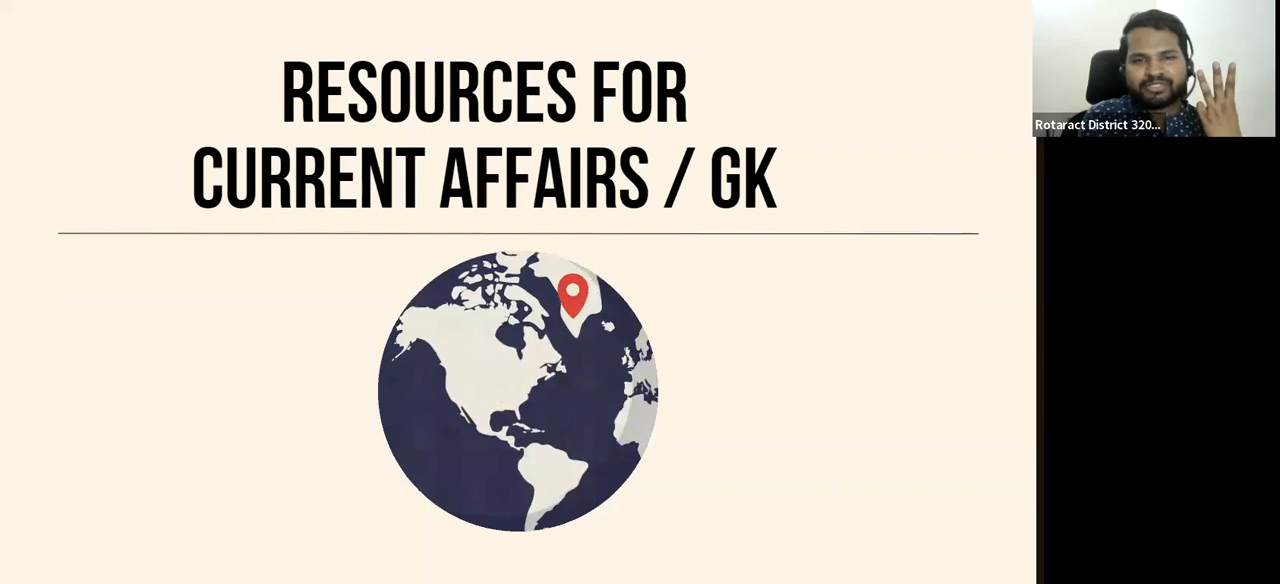 RESOURCES FOR
CURRENT AFFAIRS / GK
Rotaract District 320...